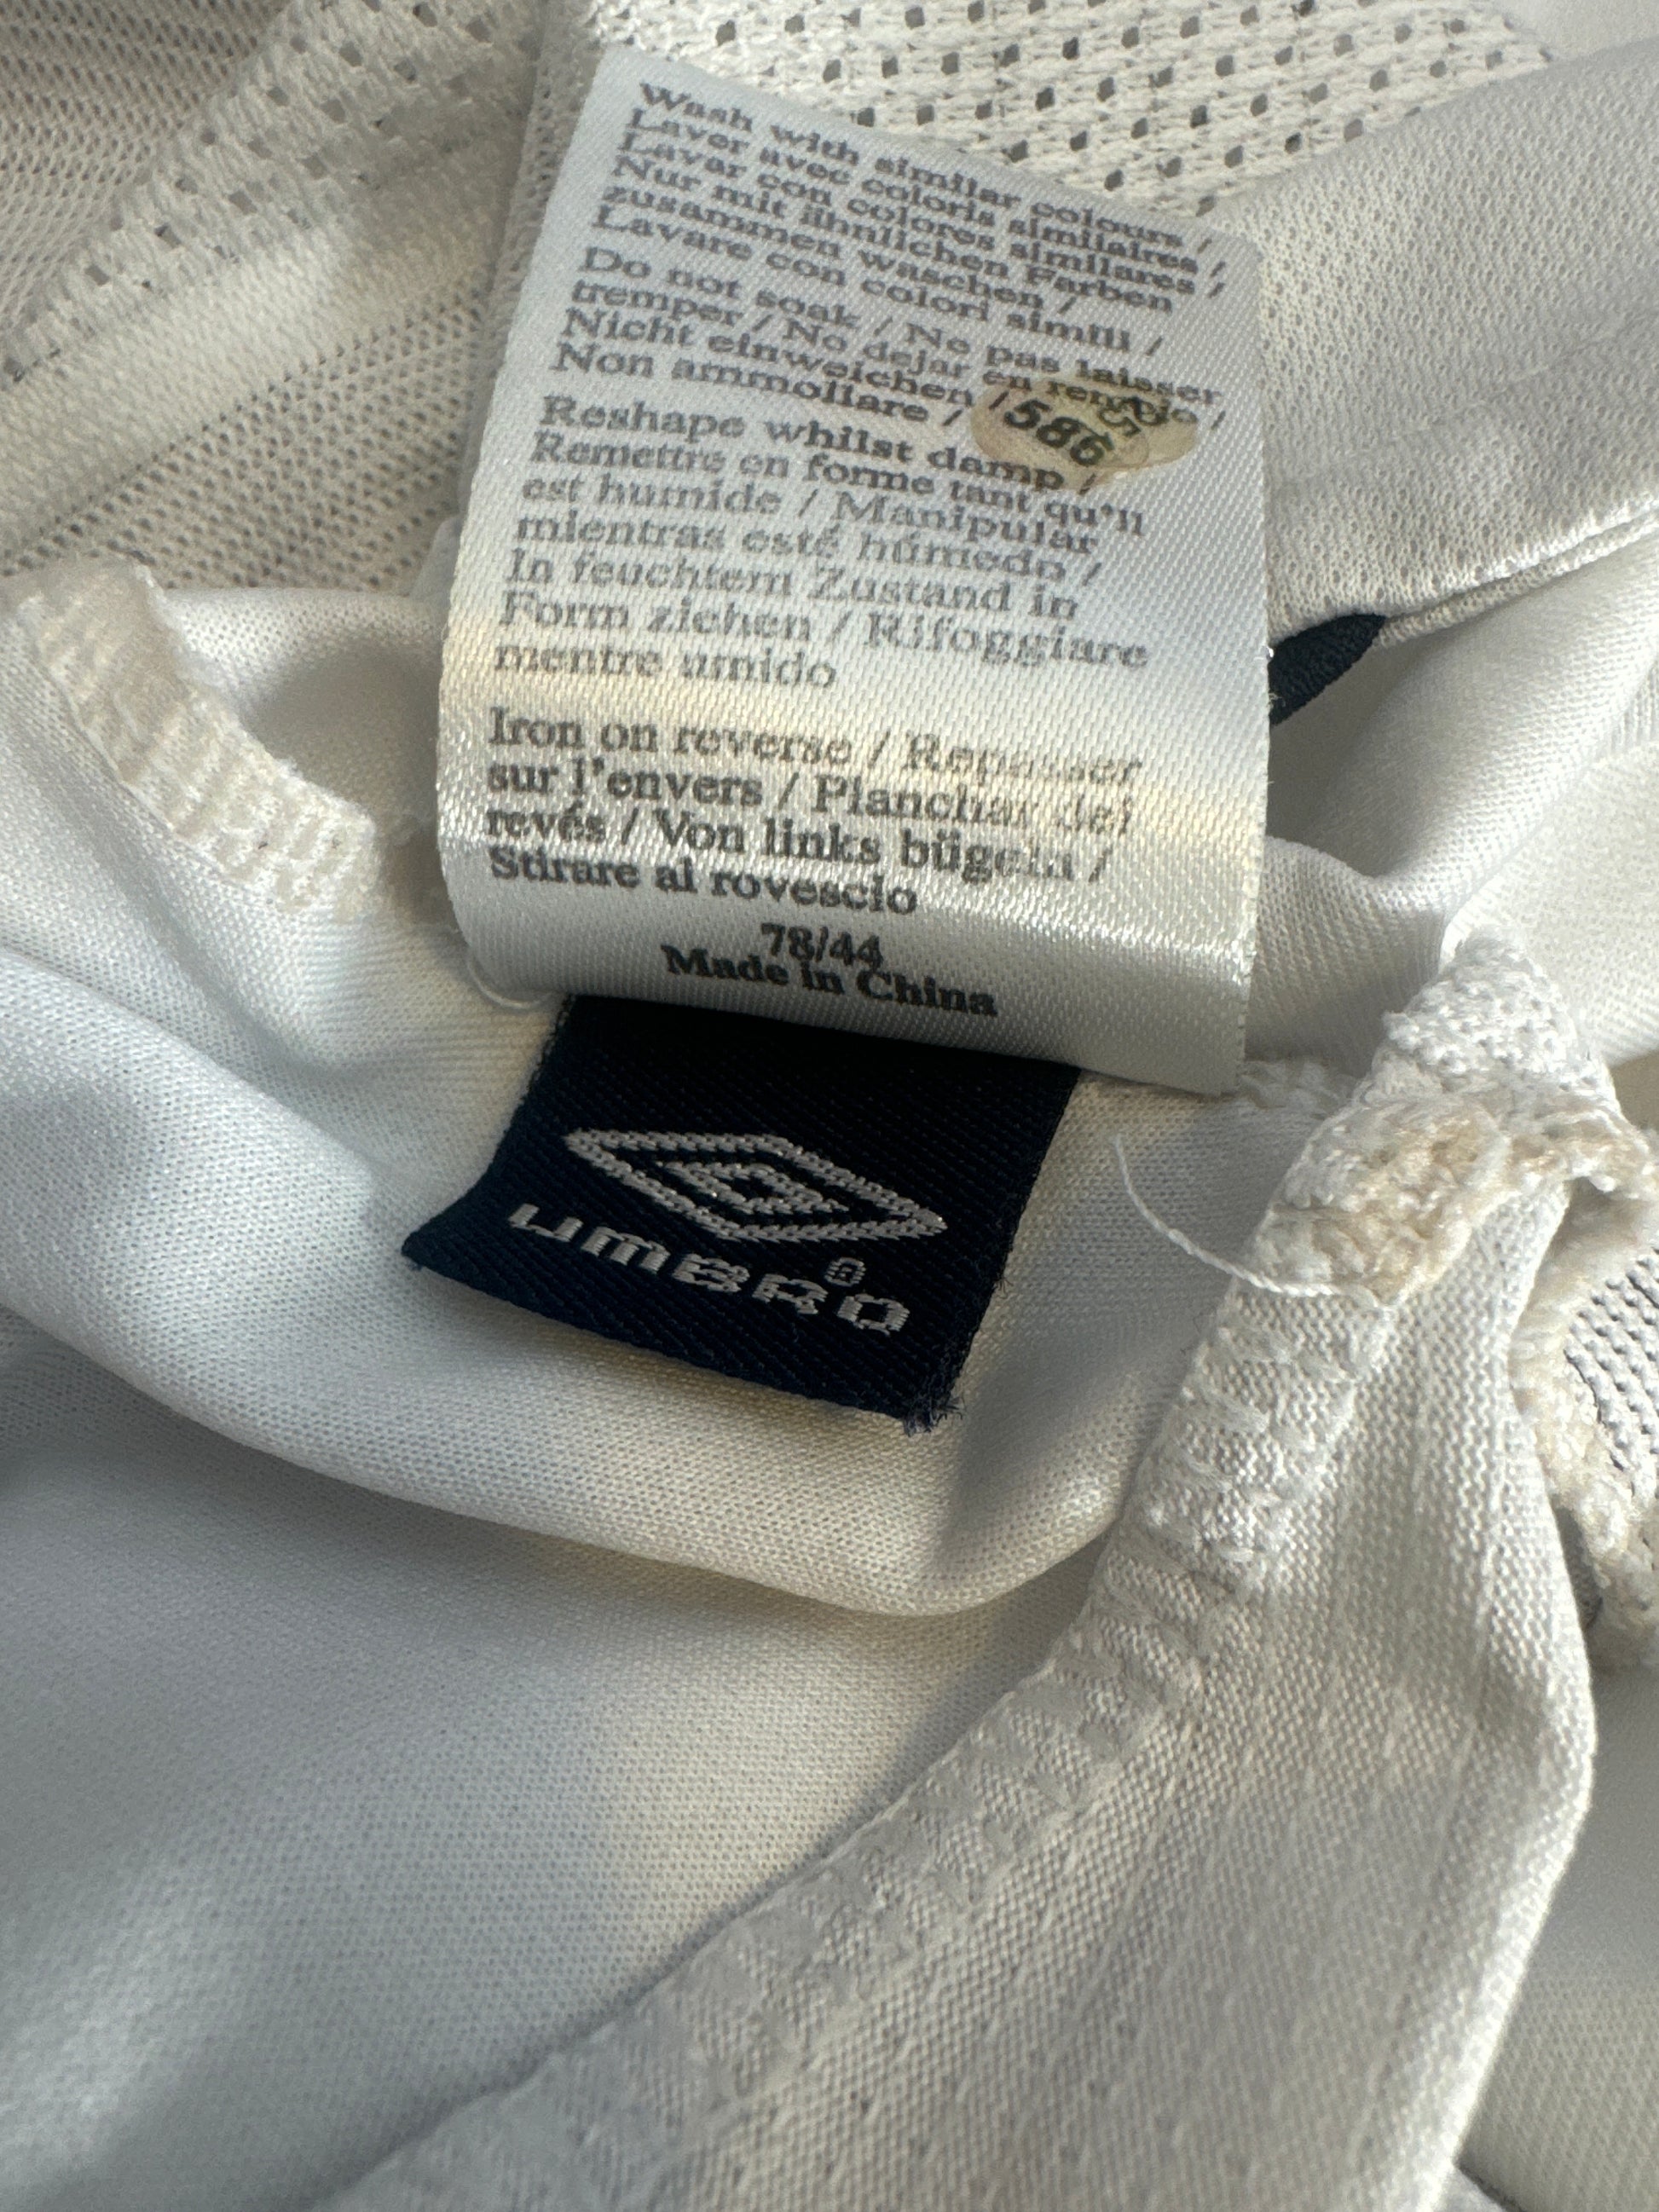 Wash with similar colours /
Laver avec coloris similaires /
Lavar con colores similares /
Nur mit ähnlichen Farben
zusammen waschen /
Lavare con colori simili /
Do not soak / Ne pas laisser
tremper / No dejar en remojo /
Nicht einweichen /
Non ammollare /
586
55
Reshape whilst damp /
Remettre en forme tant qu'il
est humide / Manipular
mientras esté húmedo /
In feuchtem Zustand in
Form ziehen / Rifoggiare
mentre umido
Iron on reverse / Repasser
sur l'envers / Planchar del
revés / Von links bügeln /
Stirare al rovescio
78/44
Made in China
UMBRO®